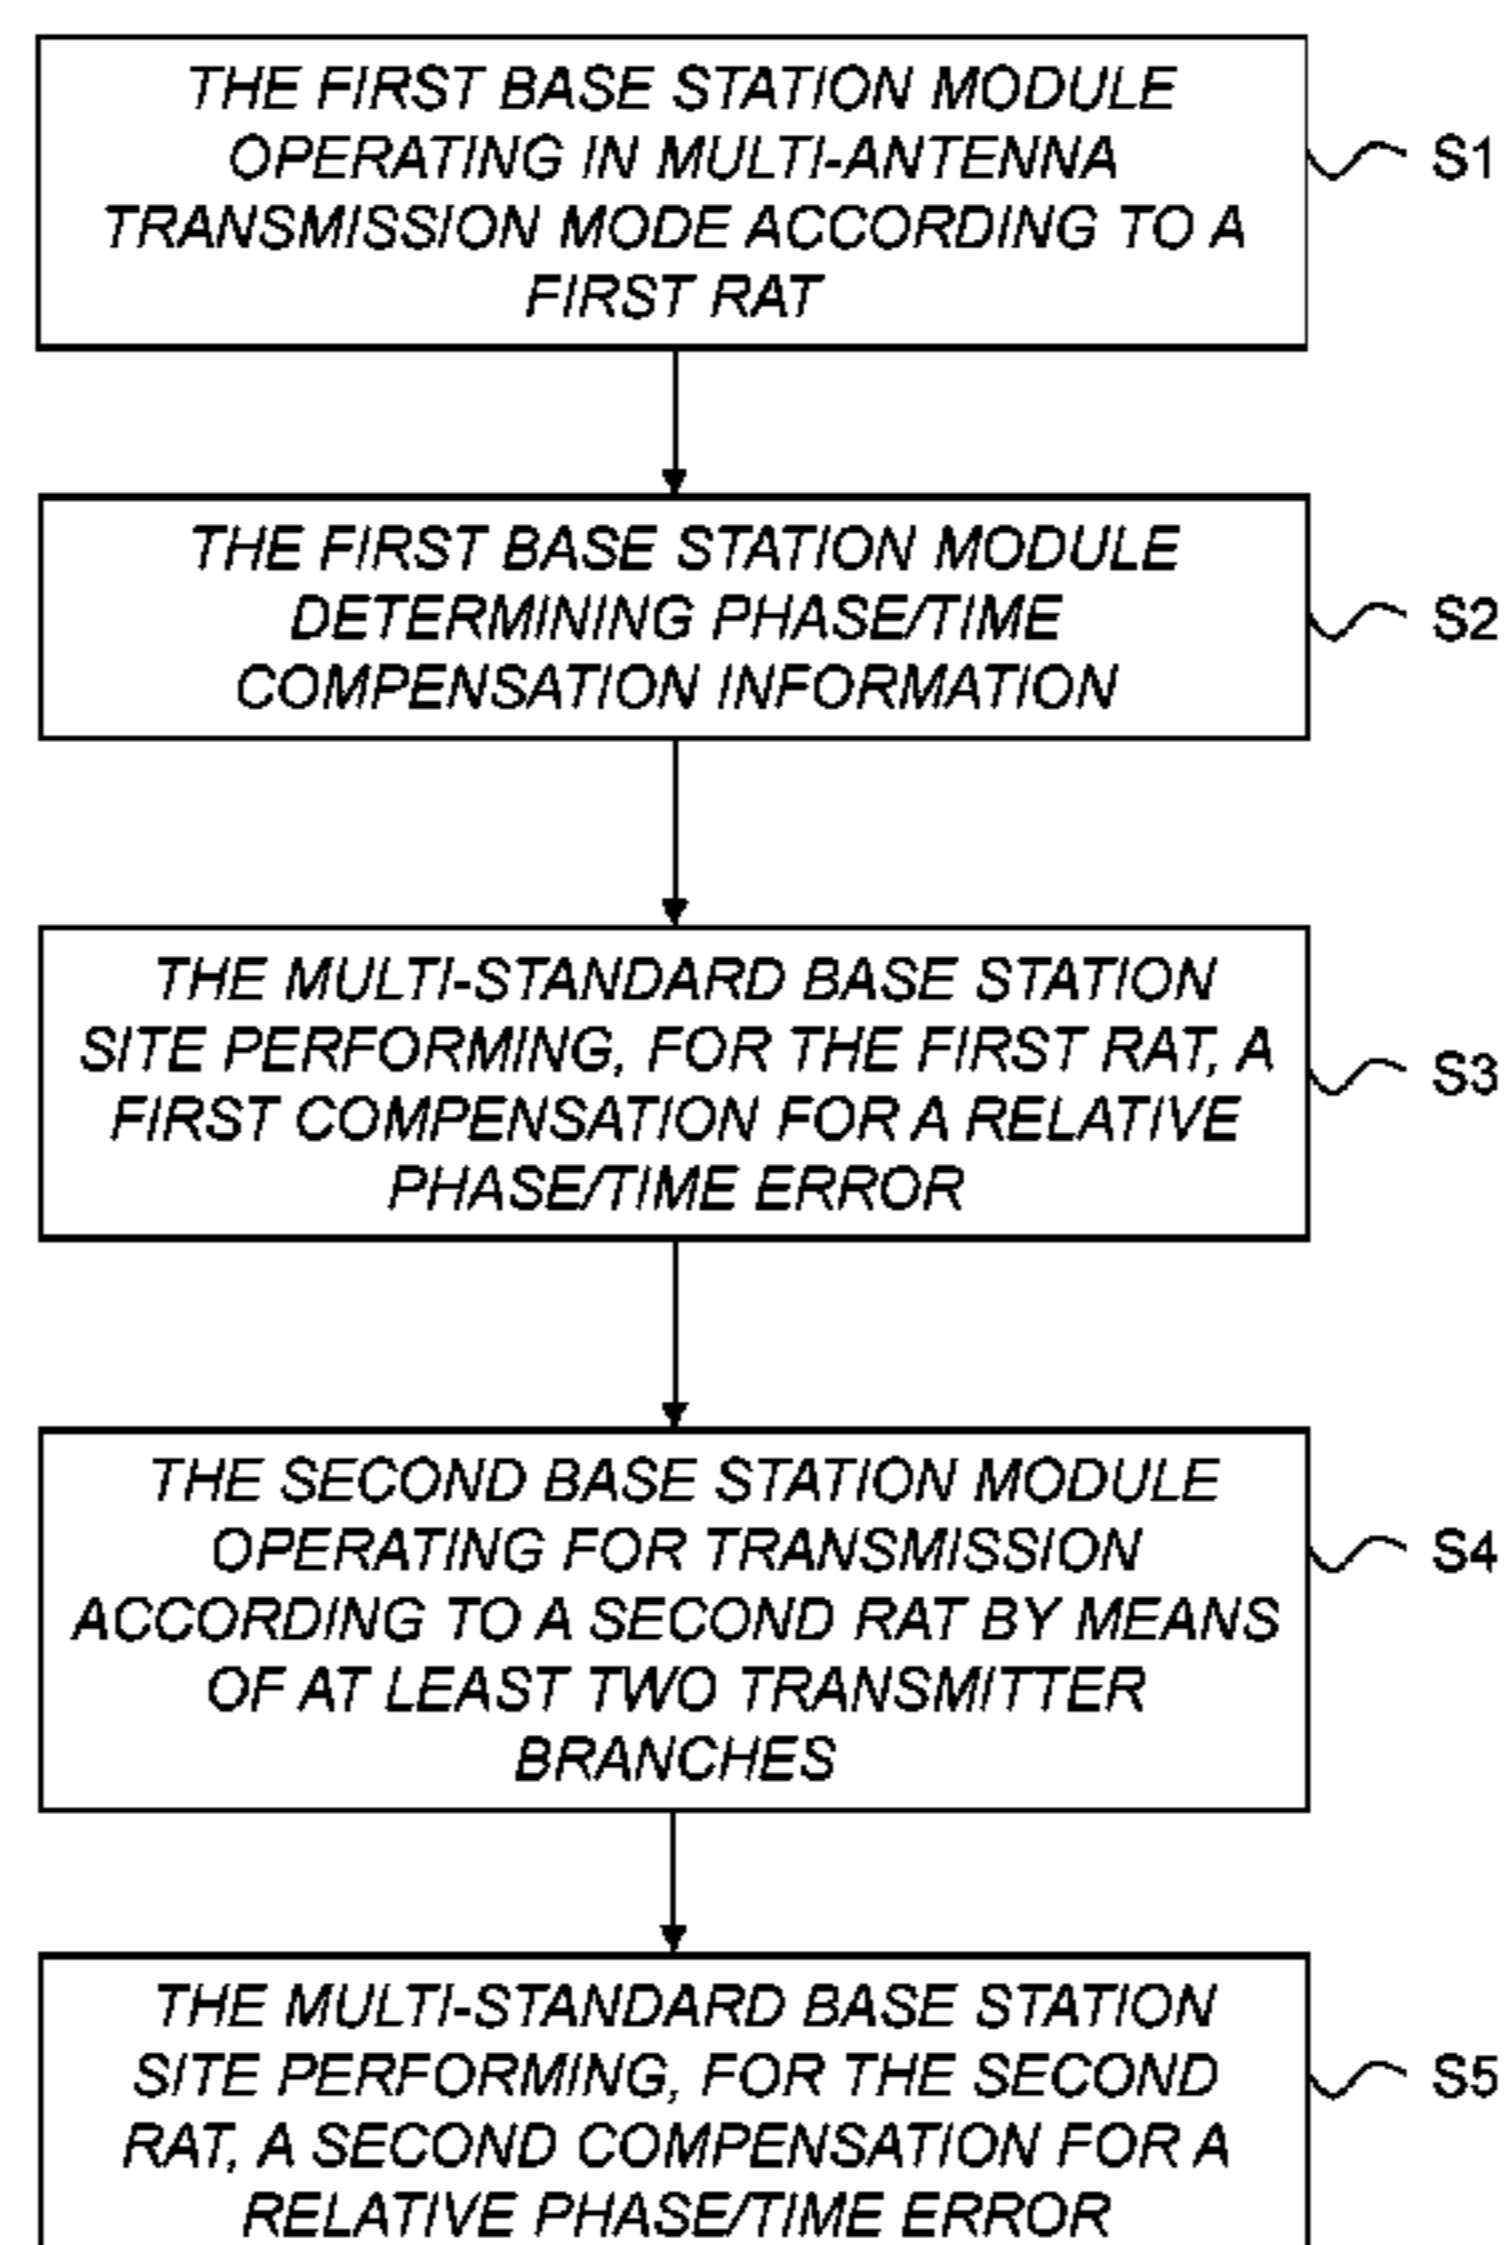 THE FIRST BASE STATION MODULE
OPERATING IN MULTI-ANTENNA
TRANSMISSION MODE ACCORDING TO A
FIRST RAT
S1
THE FIRST BASE STATION MODULE
DETERMINING PHASE/TIME
COMPENSATION INFORMATION
S2
THE MULTI-STANDARD BASE STATION
SITE PERFORMING, FOR THE FIRST RAT, A
FIRST COMPENSATION FOR A RELATIVE
PHASE/TIME ERROR
S3
THE SECOND BASE STATION MODULE
OPERATING FOR TRANSMISSION
ACCORDING TO A SECOND RAT BY MEANS
OF AT LEAST TWO TRANSMITTER
BRANCHES
S4
THE MULTI-STANDARD BASE STATION
SITE PERFORMING, FOR THE SECOND
RAT, A SECOND COMPENSATION FOR A
RELATIVE PHASE/TIME ERROR
S5